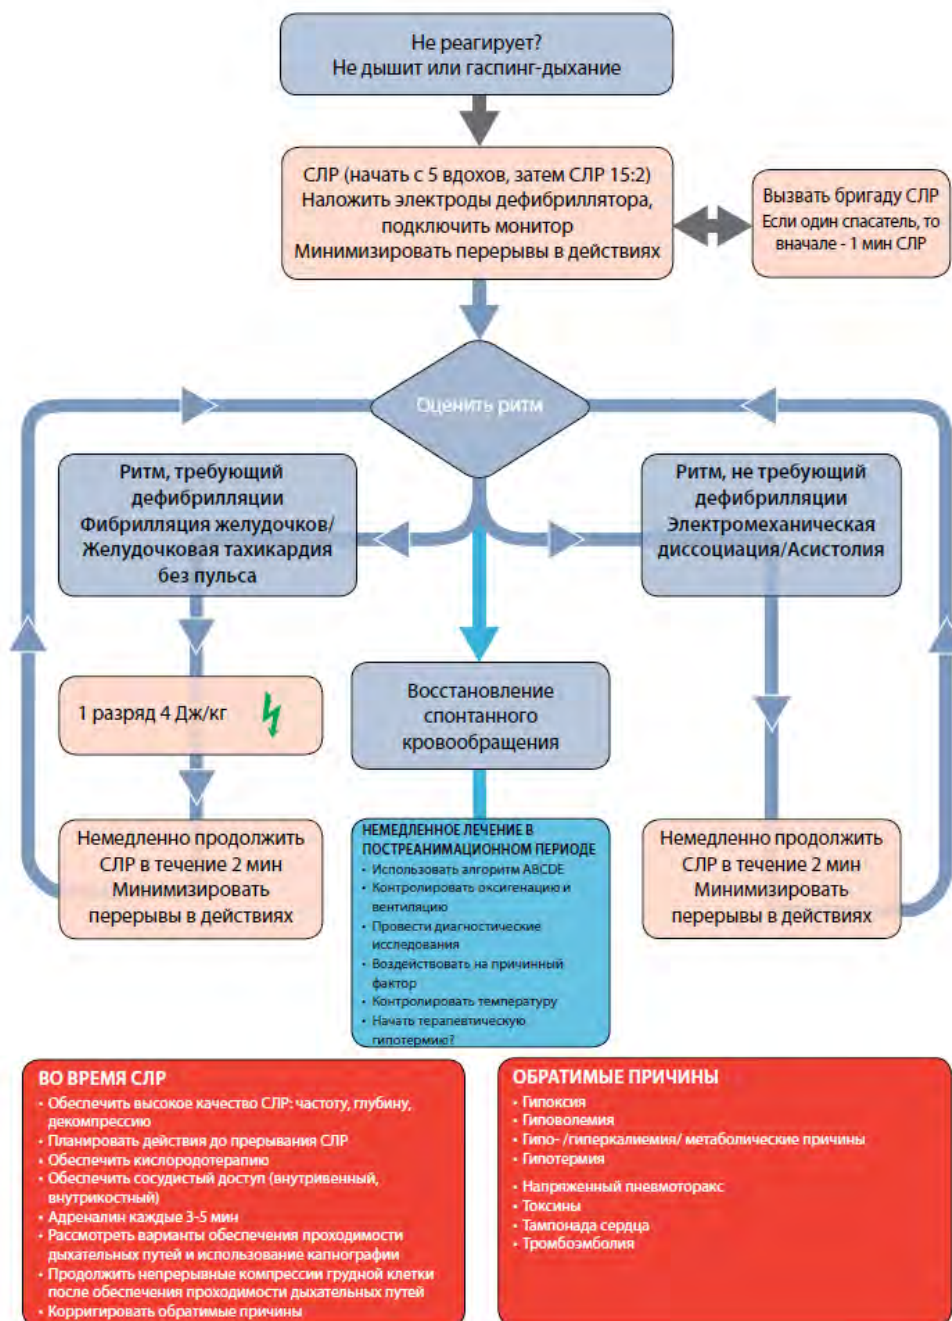 Не реагирует?
Не дышит или гаспинг-дыхание
СЛР (начать с 5 вдохов, затем СЛР 15:2)
Наложить электроды дефибриллятора,
подключить монитор
Минимизировать перерывы в действиях
Вызвать бригаду СЛР
Если один спасатель, то
вначале - 1 мин СЛР
Оценить ритм
Ритм, требующий
дефибрилляции
Фибрилляция желудочков/
Желудочковая тахикардия
без пульса
Ритм, не требующий
дефибрилляции
Электромеханическая
диссоциация/Асистолия
1 разряд 4 Дж/кг
Восстановление
спонтанного
кровообращения
Немедленно продолжить
СЛР в течение 2 мин
Минимизировать
перерывы в действиях
НЕМЕДЛЕННОЕ ЛЕЧЕНИЕ В
ПОСТРЕАНИМАЦИОННОМ ПЕРИОДЕ
• Использовать алгоритм ABCDE
• Контролировать оксигенацию и
вентиляцию
• Провести диагностические
исследования
• Воздействовать на причинный
фактор
• Контролировать температуру
• Начать терапевтическую
гипотермию?
Немедленно продолжить
СЛР в течение 2 мин
Минимизировать
перерывы в действиях
ВО ВРЕМЯ СЛР
• Обеспечить высокое качество СЛР: частоту, глубину,
декомпрессию
• Планировать действия до прерывания СЛР
• Обеспечить кислородотерапию
• Обеспечить сосудистый доступ (внутривенный,
внутрикостный)
• Адреналин каждые 3-5 мин
• Рассмотреть варианты обеспечения проходимости
дыхательных путей и использование капнографии
• Продолжить непрерывные компрессии грудной клетки
после обеспечения проходимости дыхательных путей
• Корригировать обратимые причины
ОБРАТИМЫЕ ПРИЧИНЫ
• Гипоксия
• Гиповолемия
• Гипо- /гиперкалиемия/ метаболические причины
• Гипотермия
• Напряженный пневмоторакс
• Токсины
• Тампонада сердца
• Тромбоэмболия